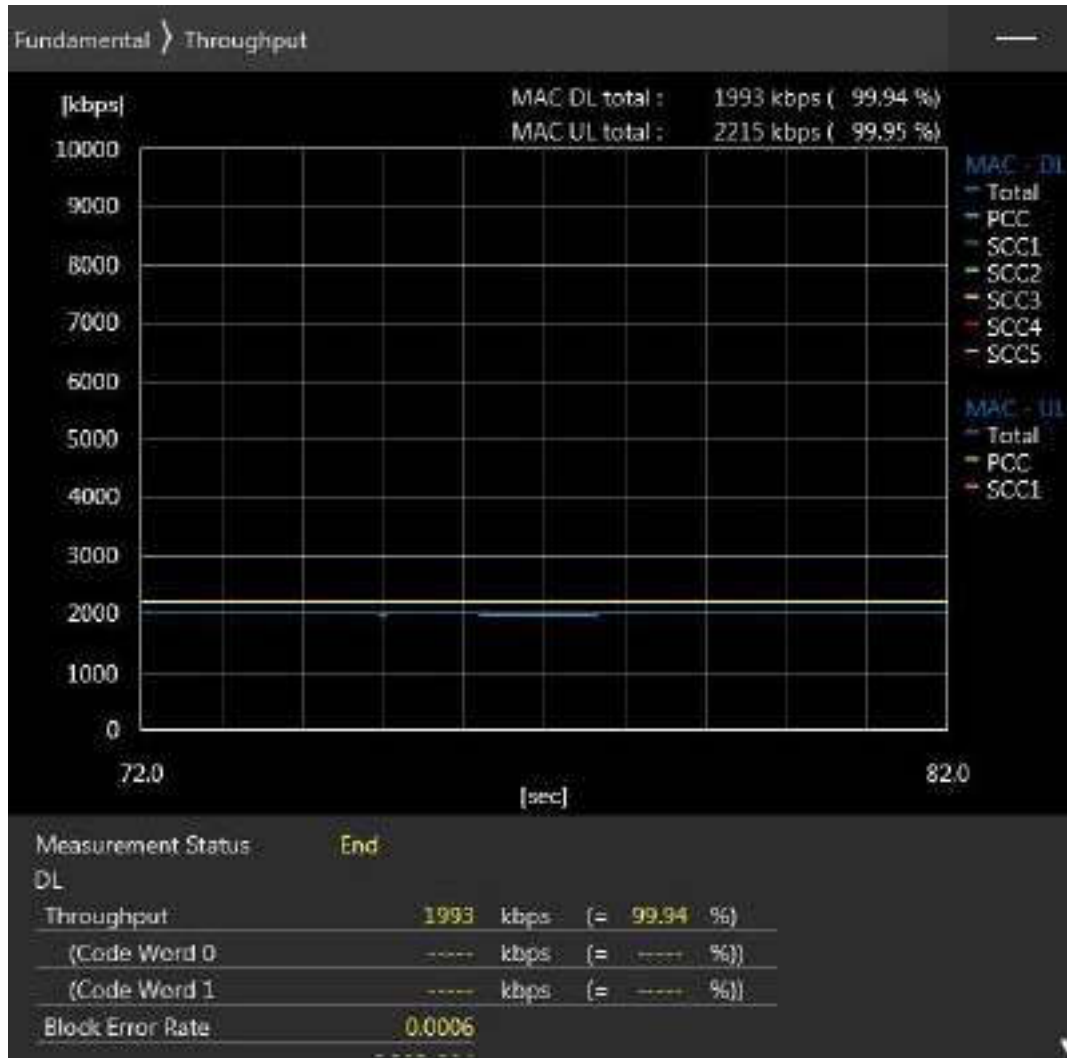 Fundamental 〉 Throughput
[kbps]
MAC DL total : 1993 kbps ( 99.94 %)
MAC UL total : 2215 kbps ( 99.95 %)
10000
9000
8000
7000
6000
5000
4000
3000
2000
1000
0
72.0
82.0
[sec]
MAC - DL
Total
PCC
SCC1
SCC2
SCC3
SCC4
SCC5
MAC - UL
Total
PCC
SCC1
Measurement Status End
DL
Throughput 1993 kbps (= 99.94 %)
(Code Word 0 ----- kbps (= ----- %))
(Code Word 1 ----- kbps (= ----- %))
Block Error Rate 0.0006